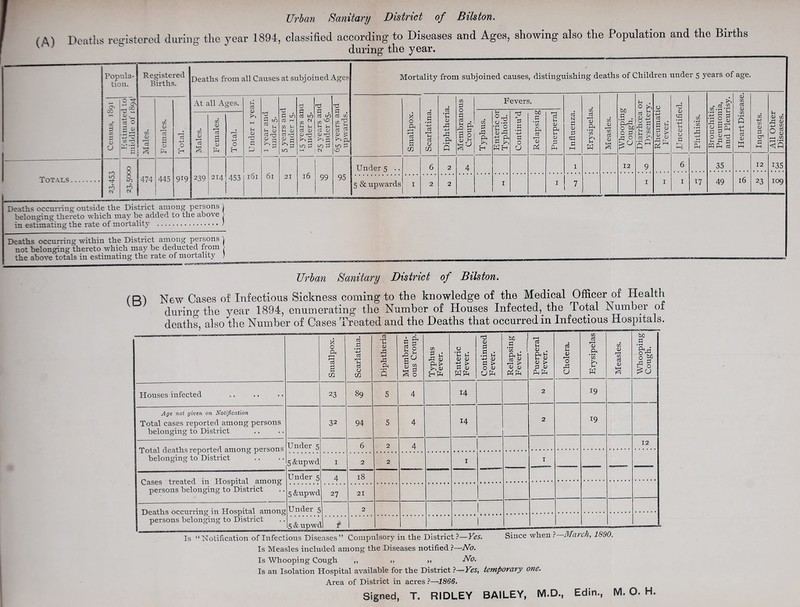 Urban Sanitary District of Bilston.
(A) Deaths registered during the year 1894, classified according to Diseases and Ages, showing also the Population and the Births
during the year.
Popula-tion. | Registered Births. | Deaths from all Causes at subjoined Ages | Mortality from subjoined causes, distinguishing deaths of Children under 5 years of age.
Census, 1891 | Estimated to middle of 1894 | Males. | Females. | Total. | At all Ages. Males. | Females. | Total. | Under 1 year. | 1 year and under 5. | 5 years and under 15. | 15 years and under 25. | 25 years and under 65. | 65 years and upwards. | Smallpox. | Scarlatina. | Diphtheria. | Membranous Croup. | Fevers. Typhus. | Enteric or Typhoid. | Continu'd | Relapsing | Puerperal | Influenza. | Erysipelas. | Measles. | Whooping Cough. | Diarrhœa or Dysentery. | Rheumatic Fever. | Uncertified. | Phthisis. | Bronchitis, Pneumonia, and Pleurisy. | Heart Disease. | Inquests. | All Other Diseases.
Totals........ 23,453 23,5000 474 445 919 239 214 453 161 61 21 16 99 95
Under 5 .. 6 2 4 1 12 9 6 35 12 135
5 & upwards 1 2 2 1 1 7 1 1 1 17 49 16 23 109
Deaths occurring outside the District among persons
belonging thereto which may be added to the above
in estimating the rate of mortality ................
Deaths occurring within the District among persons
not belonging thereto which may be deducted from
the above totals in estimating the rate of mortality
Urban Sanitary District of Bilston.
(B) New Cases of Infectious Sickness coming to the knowledge of the Medical Officer of Health
during the year 1894, enumerating the Number of Houses Infected, the Total Number of
deaths, also the Number of Cases Treated and the Deaths that occurred in Infectious Hospitals.
Smallpox. | Scarlatina. | Diphtheria | Membran-ous Croup. | Typhus Fever. | Enteric Fever. | Continued Fever. | Relapsing Fever. | Puerperal Fever. | Cholera. | Erysipelas | Measles. | Whooping Cough.
Houses infected .. .. .. 23 89 5 4 14 2 19
Age not given on Notification
Total cases reported among persons
belonging to District .. .. 32 94 5 4 14 2 19
Total deaths reported among persons Under 5 6 2 4 12
belonging to District .. .. 5 &upwd 1 2 2 1 1
Cases treated in Hospital among Under 5 4 18
persons belonging to District .. 5 &upwd 27 21
Deaths occurring in Hospital among Under 5 2
persons belonging to District .. 5 & upwd 1
Is “Notification of Infectious Diseases” Compulsory in the District?—Yes. Since when?—March, 1890.
Is Measles included among the Diseases notified?—No.
Is Whooping Cough ,, ,, ,, No.
Is an Isolation Hospital available for the District?—Yes, temporary one.
Area of District in acres?—1866.
Signed, T. RIDLEY BAILEY, M.D., Edin., M. O. H.